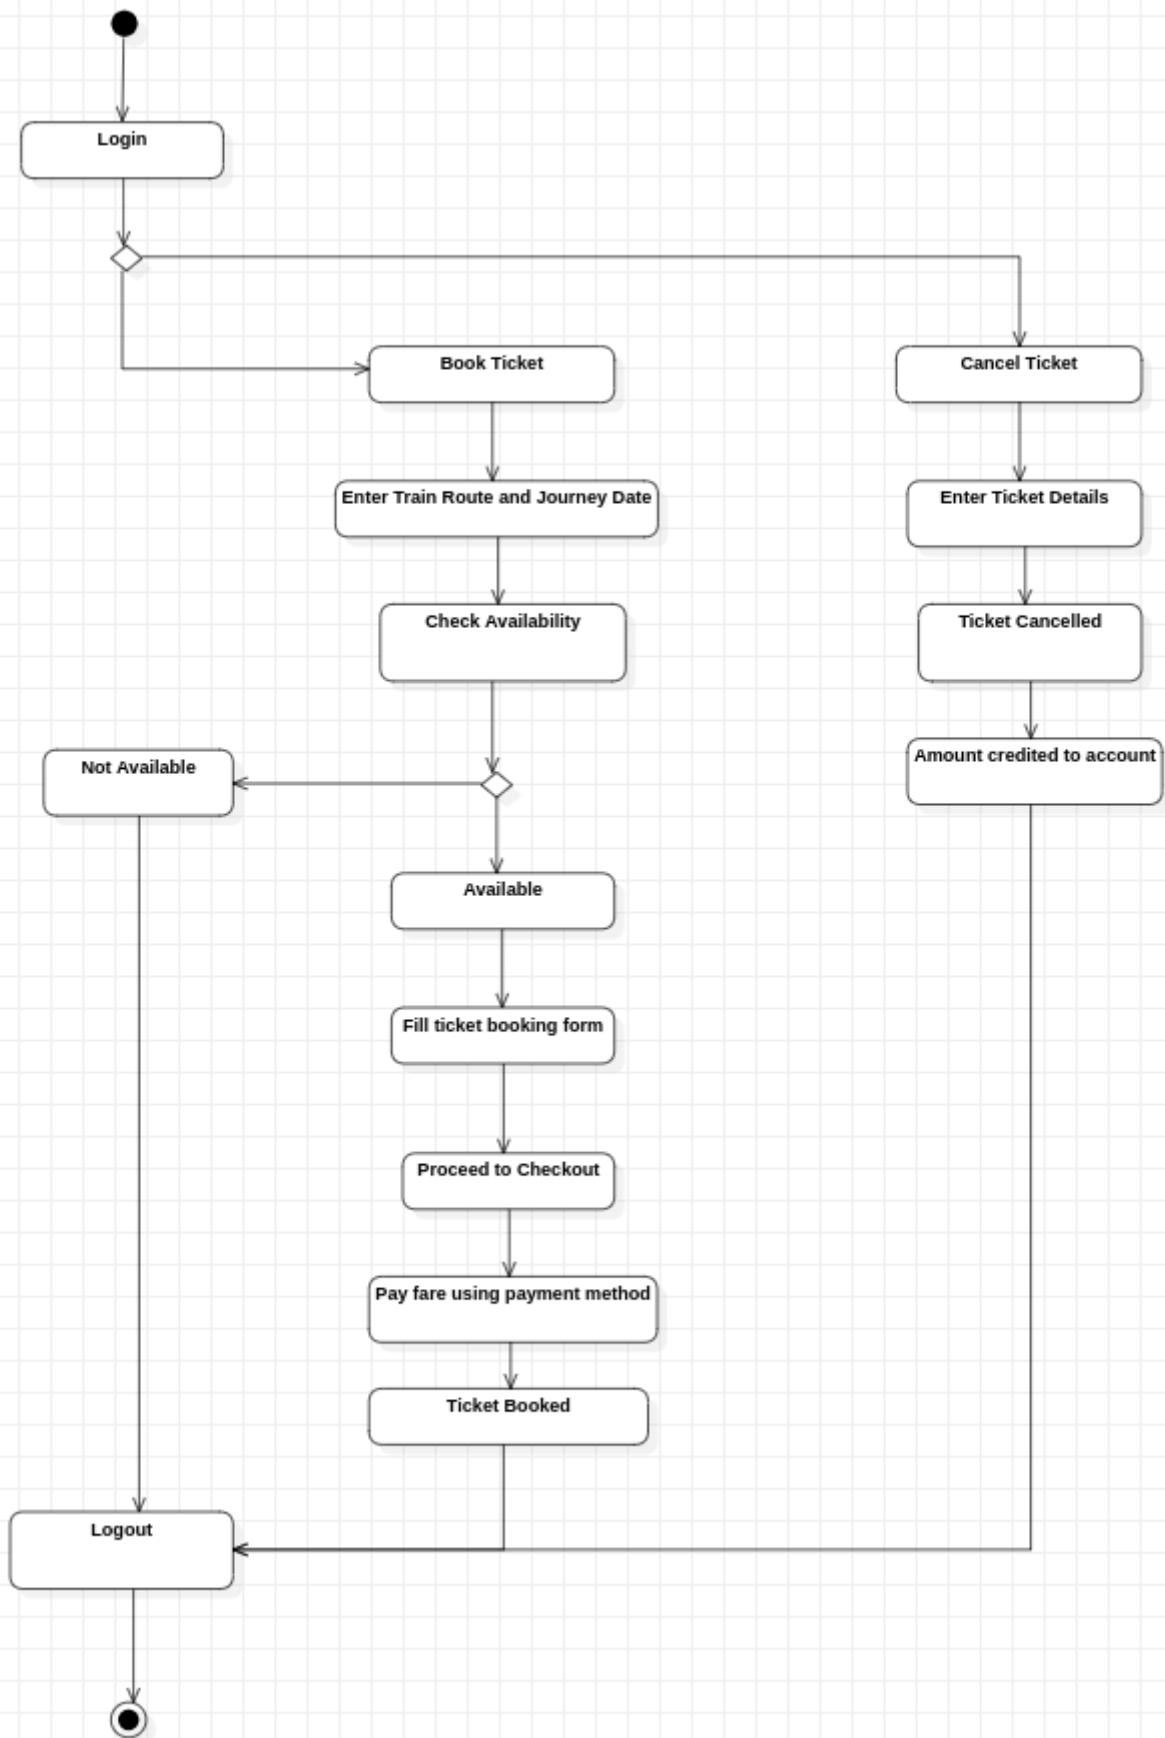 Login
Book Ticket
Cancel Ticket
Enter Train Route and Journey Date
Enter Ticket Details
Check Availability
Ticket Cancelled
Not Available
Amount credited to account
Available
Fill ticket booking form
Proceed to Checkout
Pay fare using payment method
Ticket Booked
Logout